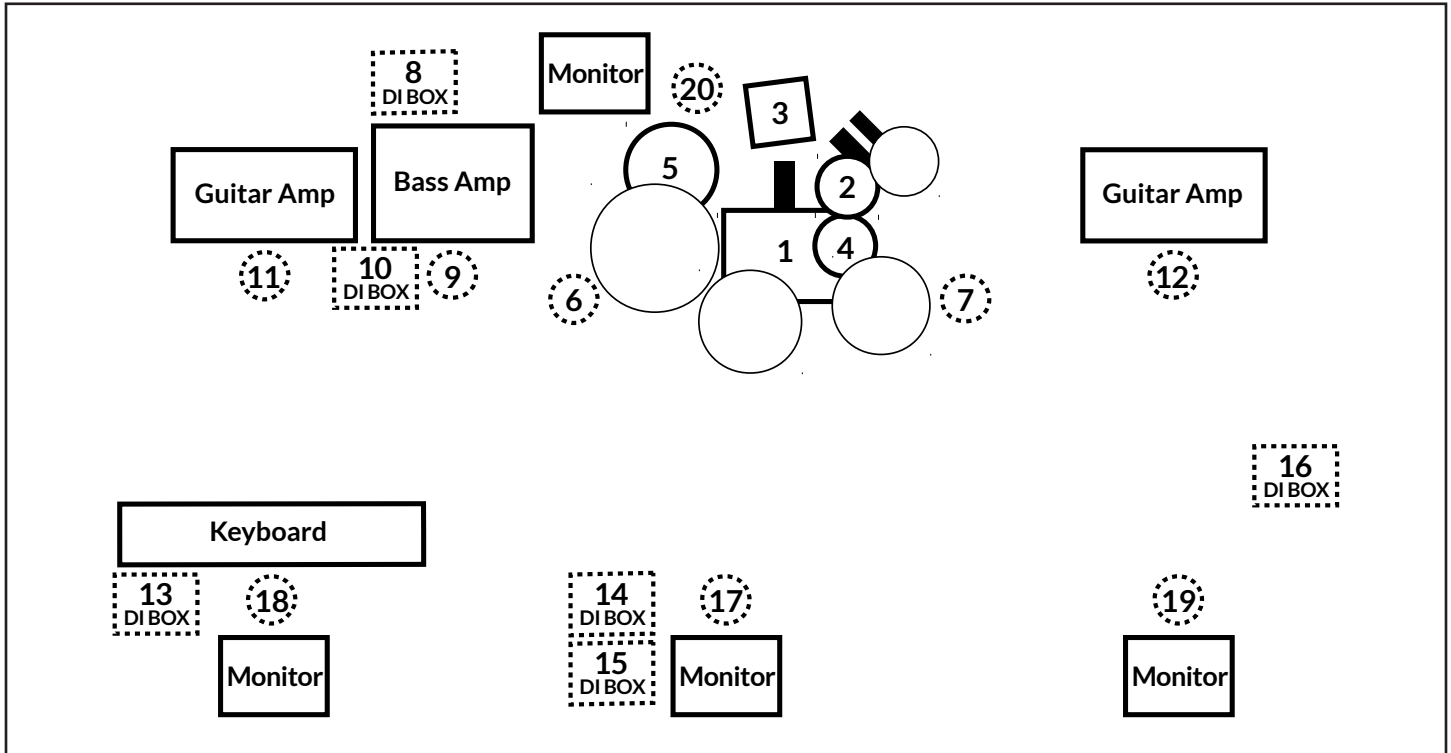 8
DI BOX
Monitor
20
3
Guitar Amp
Bass Amp
5
2
Guitar Amp
1
4
11
10
DI BOX
9
6
7
12
16
DI BOX
Keyboard
13
DI BOX
18
14
DI BOX
17
19
Monitor
15
DI BOX
Monitor
Monitor